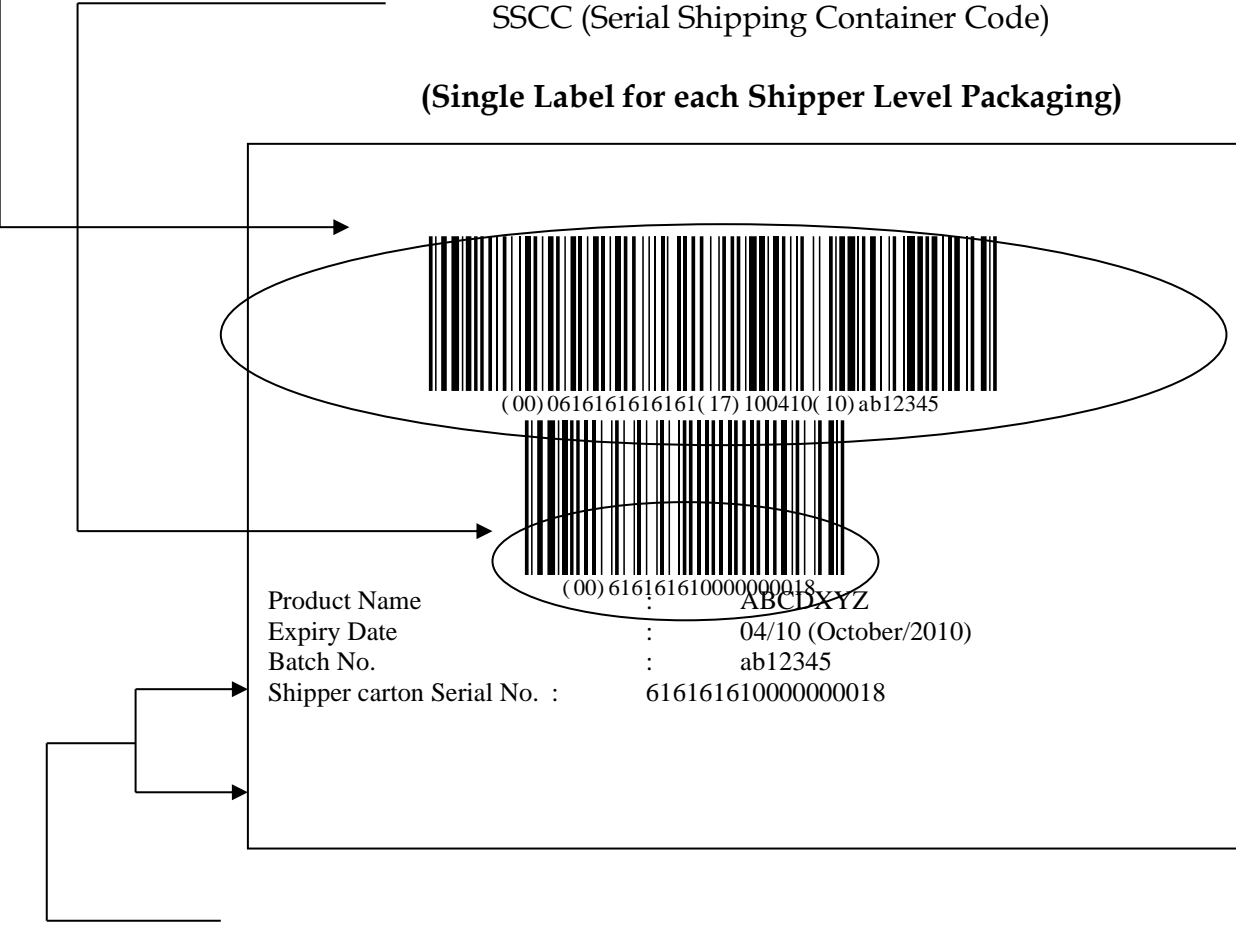 SSCC (Serial Shipping Container Code)
(Single Label for each Shipper Level Packaging)
(00)0616161616161(17)100410(10)ab12345
(00)616161610000000018
Product Name : ABCDXYZ
Expiry Date : 04/10 (October/2010)
Batch No. : ab12345
Shipper carton Serial No. : 616161610000000018